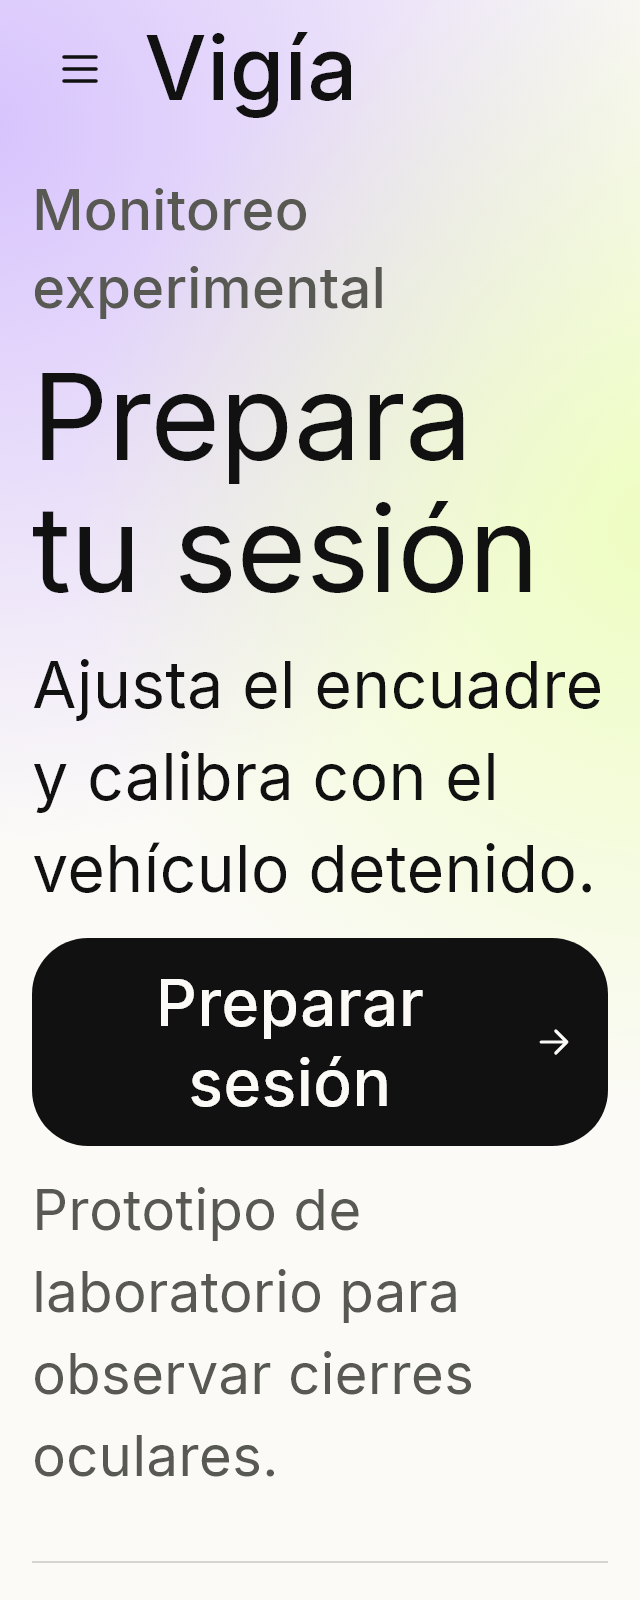 Vigía
Monitoreo
experimental
Prepara
tu sesión
Ajusta el encuadre
y calibra con el
vehículo detenido.
Preparar
sesión
Prototipo de
laboratorio para
observar cierres
oculares.